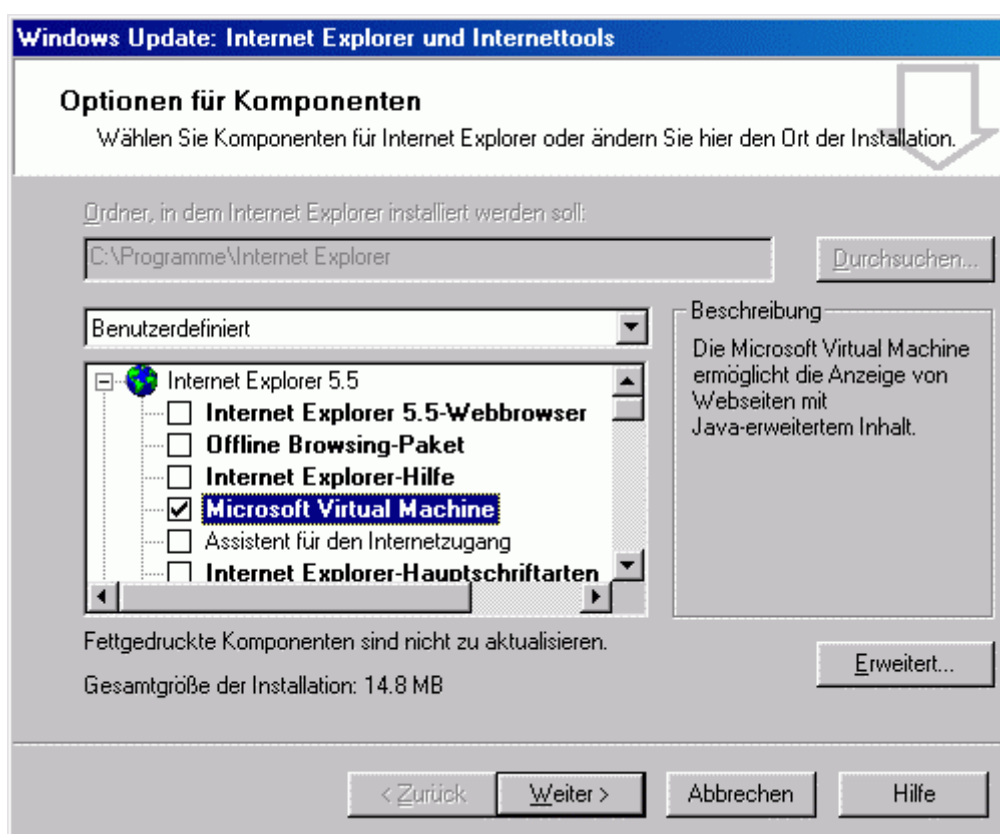 Windows Update: Internet Explorer und Internettools
Optionen für Komponenten
Wählen Sie Komponenten für Internet Explorer oder ändern Sie hier den Ort der Installation.
Ordner, in dem Internet Explorer installiert werden soll:
C:\Programme\Internet Explorer
Durchsuchen...
Benutzerdefiniert
Internet Explorer 5.5
Internet Explorer 5.5-Webbrowser
Offline Browsing-Paket
Internet Explorer-Hilfe
Microsoft Virtual Machine
Assistent für den Internetzugang
Internet Explorer-Hauptschriftarten
Beschreibung
Die Microsoft Virtual Machine
ermöglicht die Anzeige von
Webseiten mit
Java-erweitertem Inhalt.
Fettgedruckte Komponenten sind nicht zu aktualisieren.
Gesamtgröße der Installation: 14.8 MB
Erweitert...
< Zurück
Weiter >
Abbrechen
Hilfe